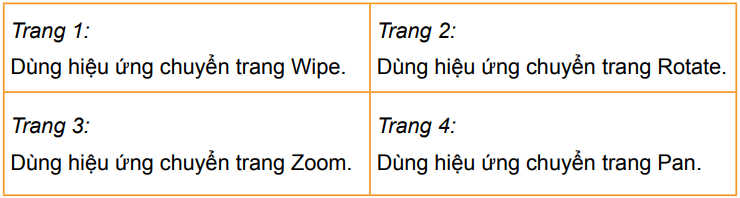 Trang 1:
Dùng hiệu ứng chuyển trang Wipe.
Trang 2:
Dùng hiệu ứng chuyển trang Rotate.
Trang 3:
Dùng hiệu ứng chuyển trang Zoom.
Trang 4:
Dùng hiệu ứng chuyển trang Pan.